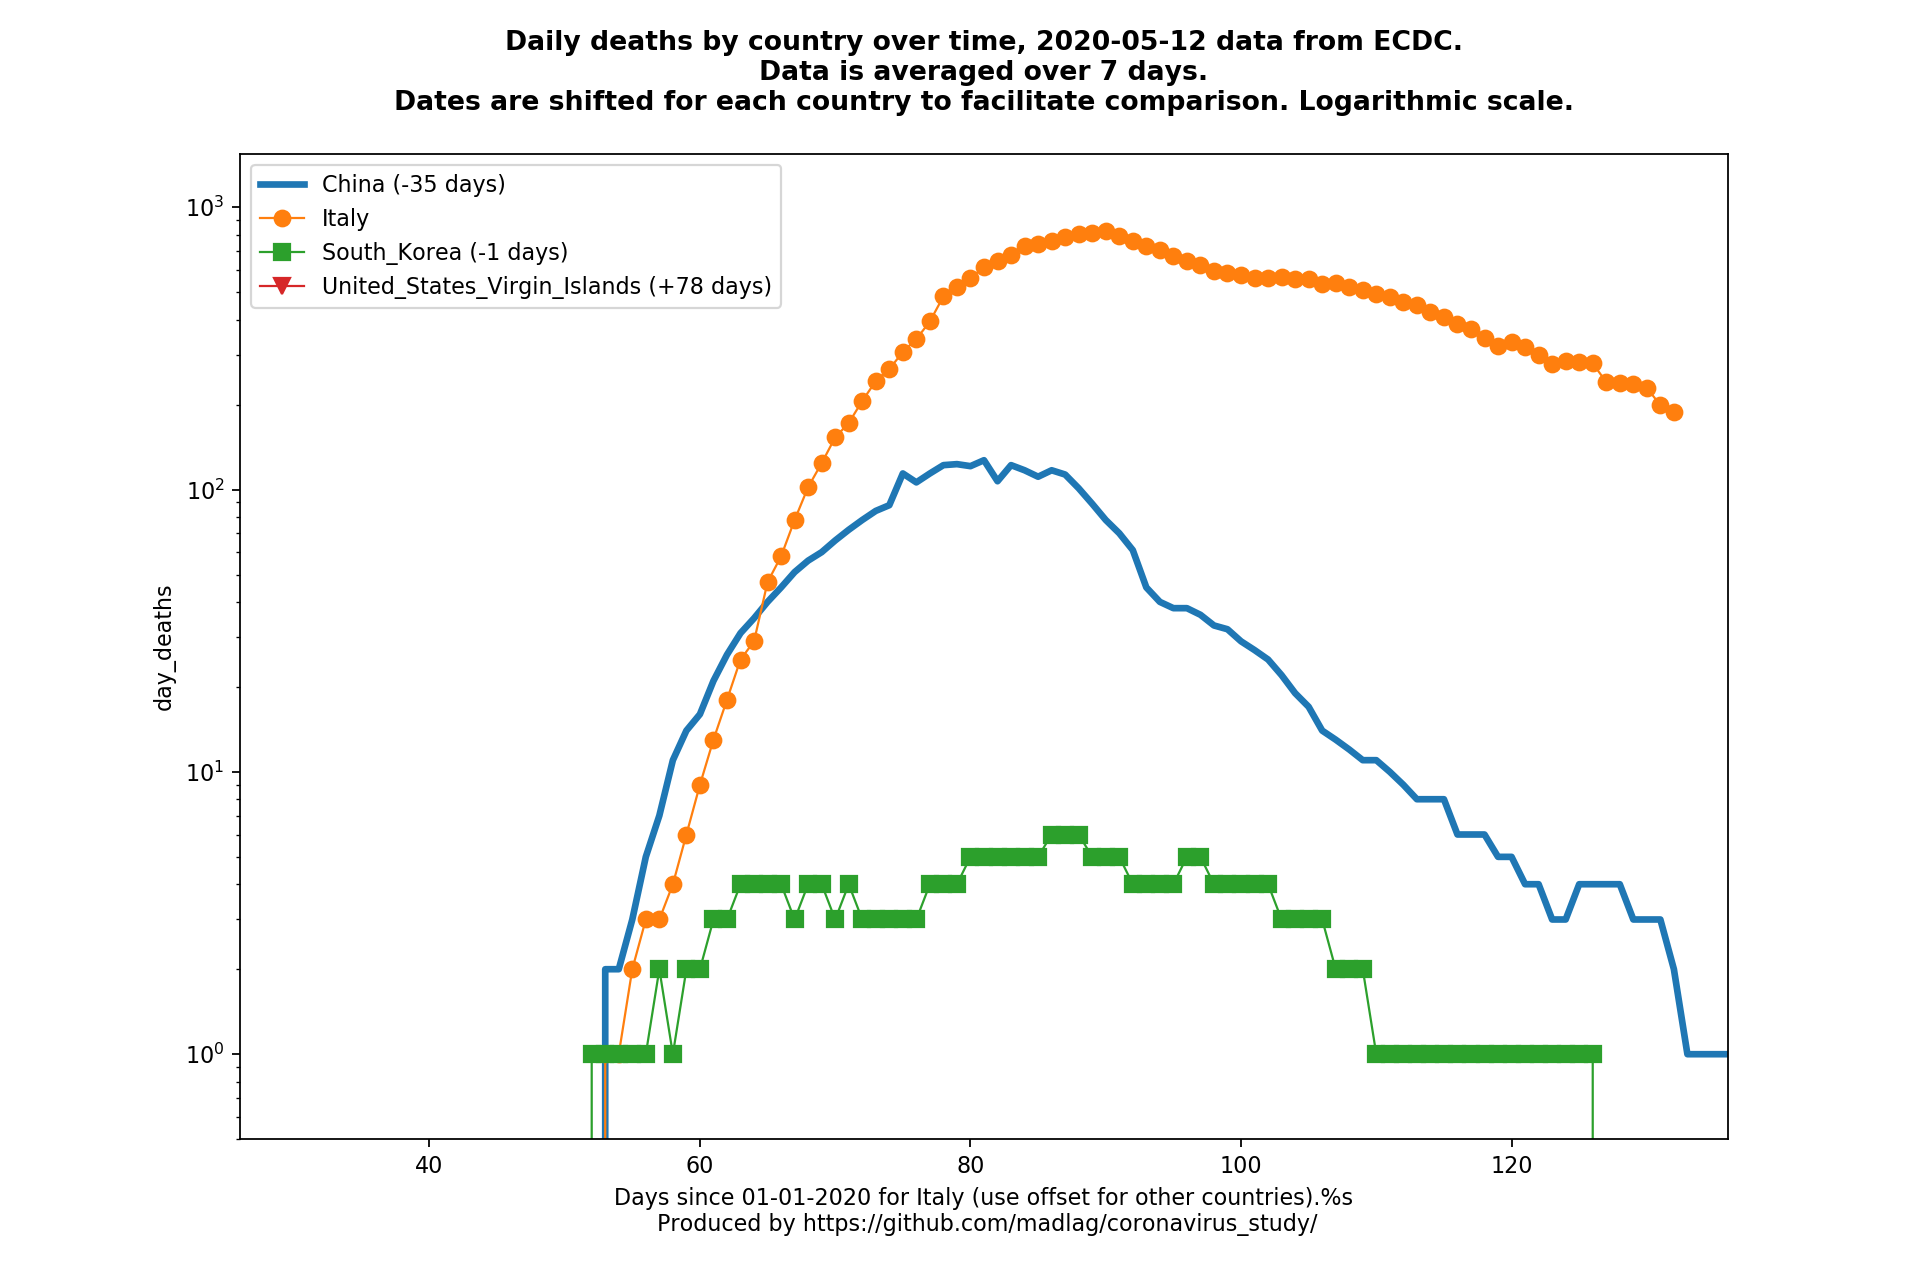 Daily deaths by country over time, 2020-05-12 data from ECDC.
Data is averaged over 7 days.
Dates are shifted for each country to facilitate comparison. Logarithmic scale.
China (-35 days)
Italy
South_Korea (-1 days)
United_States_Virgin_Islands (+78 days)
10³
10²
10¹
10⁰
day_deaths
40 60 80 100 120
Days since 01-01-2020 for Italy (use offset for other countries).%s
Produced by https://github.com/madlag/coronavirus_study/